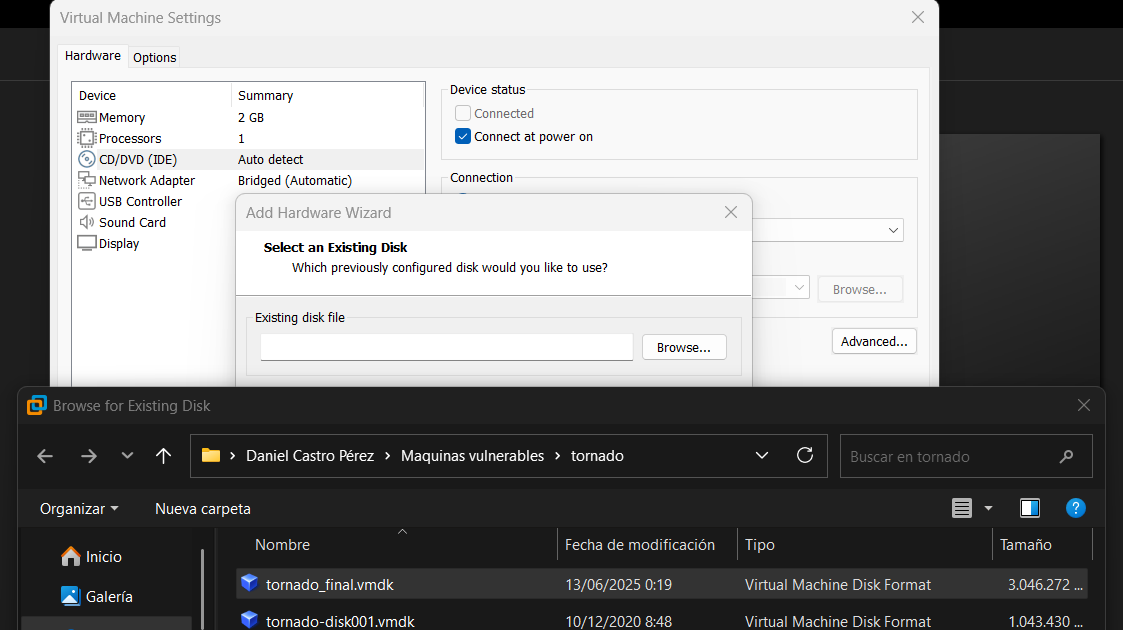 Virtual Machine Settings
Hardware Options
Device Summary
Memory 2 GB
Processors 1
CD/DVD (IDE) Auto detect
Network Adapter Bridged (Automatic)
USB Controller
Sound Card
Display
Device status
Connected
Connect at power on
Connection
Browse...
Advanced...
Add Hardware Wizard
Select an Existing Disk
Which previously configured disk would you like to use?
Existing disk file
Browse...
Browse for Existing Disk
Daniel Castro Pérez > Maquinas vulnerables > tornado
Buscar en tornado
Organizar Nueva carpeta
Inicio
Galería
Nombre Fecha de modificación Tipo Tamaño
tornado_final.vmdk 13/06/2025 0:19 Virtual Machine Disk Format 3.046.272 ...
tornado-disk001.vmdk 10/12/2020 8:48 Virtual Machine Disk Format 1.043.430 ...